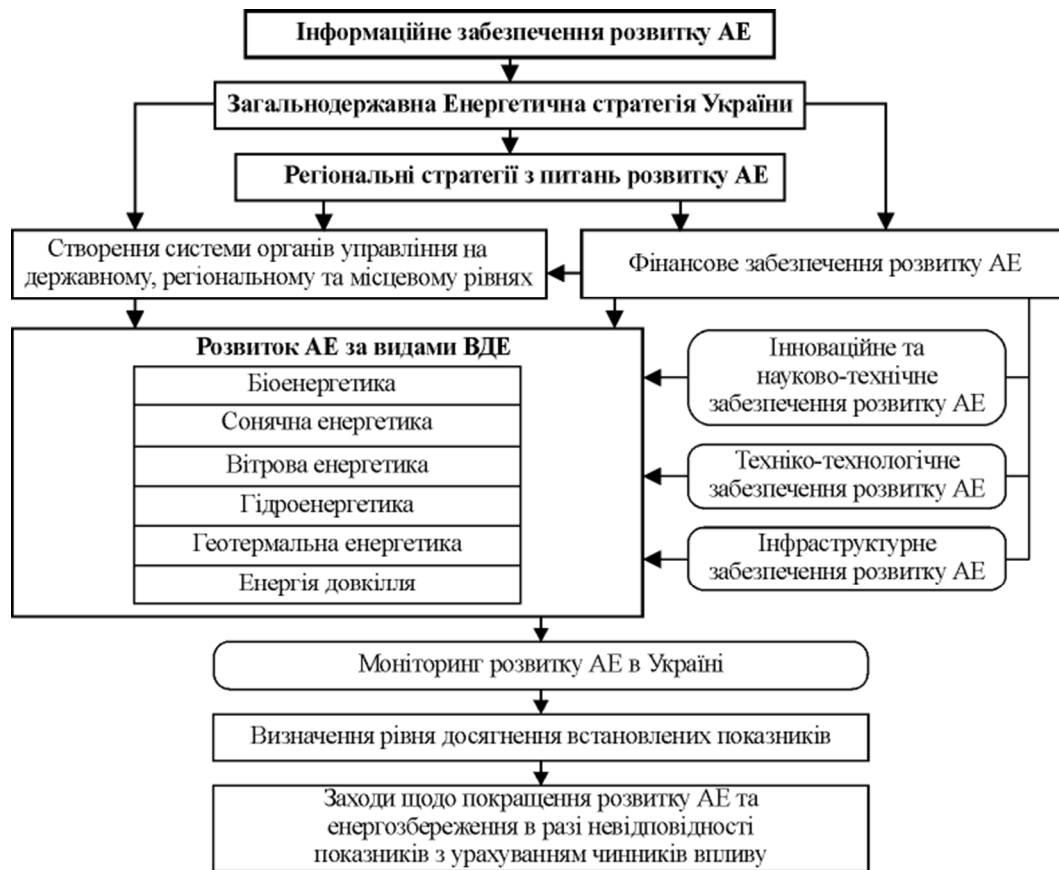 Інформаційне забезпечення розвитку АЕ
Загальнодержавна Енергетична стратегія України
Регіональні стратегії з питань розвитку АЕ
Створення системи органів управління на
державному, регіональному та місцевому рівнях
Фінансове забезпечення розвитку АЕ
Розвиток АЕ за видами ВДЕ
Біоенергетика
Сонячна енергетика
Вітрова енергетика
Гідроенергетика
Геотермальна енергетика
Енергія довкілля
Інноваційне та
науково-технічне
забезпечення розвитку АЕ
Техніко-технологічне
забезпечення розвитку АЕ
Інфраструктурне
забезпечення розвитку АЕ
Моніторинг розвитку АЕ в Україні
Визначення рівня досягнення встановлених показників
Заходи щодо покращення розвитку АЕ та
енергозбереження в разі невідповідності
показників з урахуванням чинників впливу